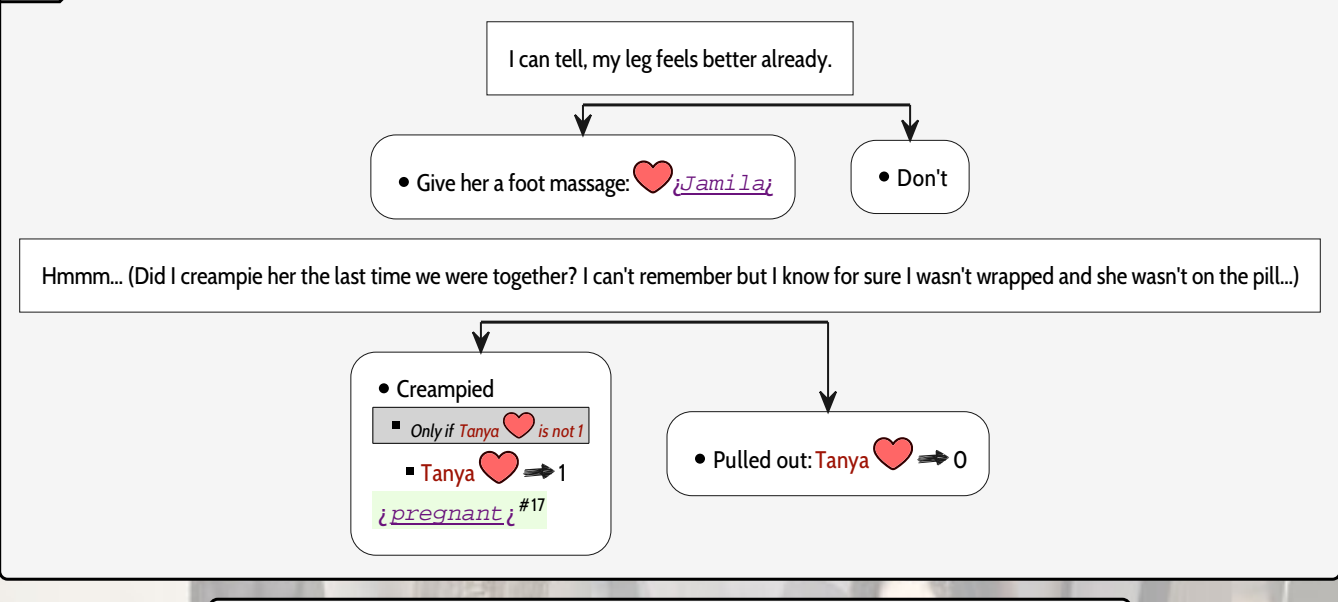 I can tell, my leg feels better already.
• Give her a foot massage: ¿Jamila¿
• Don't
Hmmm... (Did I creampie her the last time we were together? I can't remember but I know for sure I wasn't wrapped and she wasn't on the pill...)
• Creampied
▪ Only if Tanya is not 1
▪ Tanya 1
¿pregnant¿#17
• Pulled out: Tanya 0